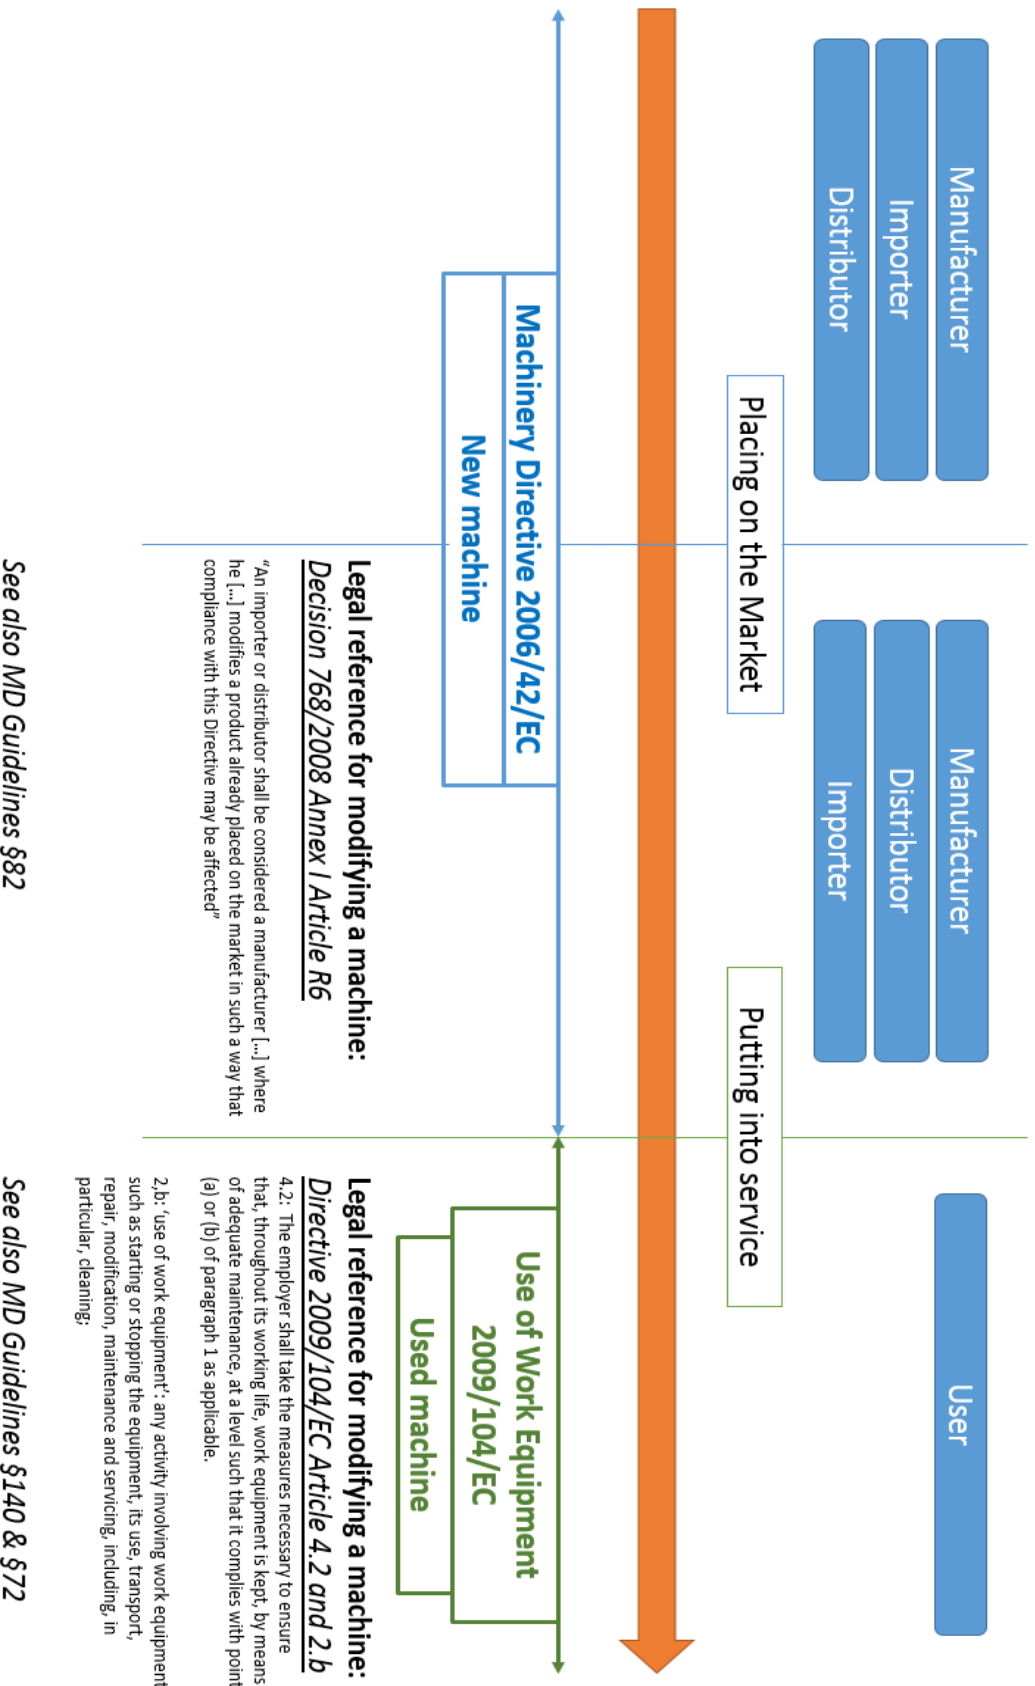 Manufacturer
Importer
Distributor
Manufacturer
Distributor
Importer
User
Placing on the Market
Putting into service
Machinery Directive 2006/42/EC
New machine
Use of Work Equipment
2009/104/EC
Used machine
Legal reference for modifying a machine:
Decision 768/2008 Annex I Article R6
“An importer or distributor shall be considered a manufacturer [...] where
he [...] modifies a product already placed on the market in such a way that
compliance with this Directive may be affected”
See also MD Guidelines §82
Legal reference for modifying a machine:
Directive 2009/104/EC Article 4.2 and 2.b
4.2: The employer shall take the measures necessary to ensure
that, throughout its working life, work equipment is kept, by means
of adequate maintenance, at a level such that it complies with point
(a) or (b) of paragraph 1 as applicable.
2,b: ‘use of work equipment’: any activity involving work equipment
such as starting or stopping the equipment, its use, transport,
repair, modification, maintenance and servicing, including, in
particular, cleaning;
See also MD Guidelines §140 & §72